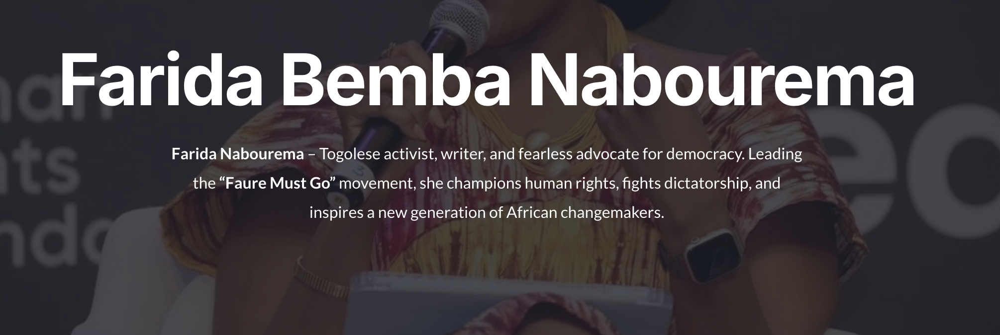 Farida Bemba Nabourema
Farida Nabourema – Togolese activist, writer, and fearless advocate for democracy. Leading
the “Faure Must Go” movement, she champions human rights, fights dictatorship, and
inspires a new generation of African changemakers.